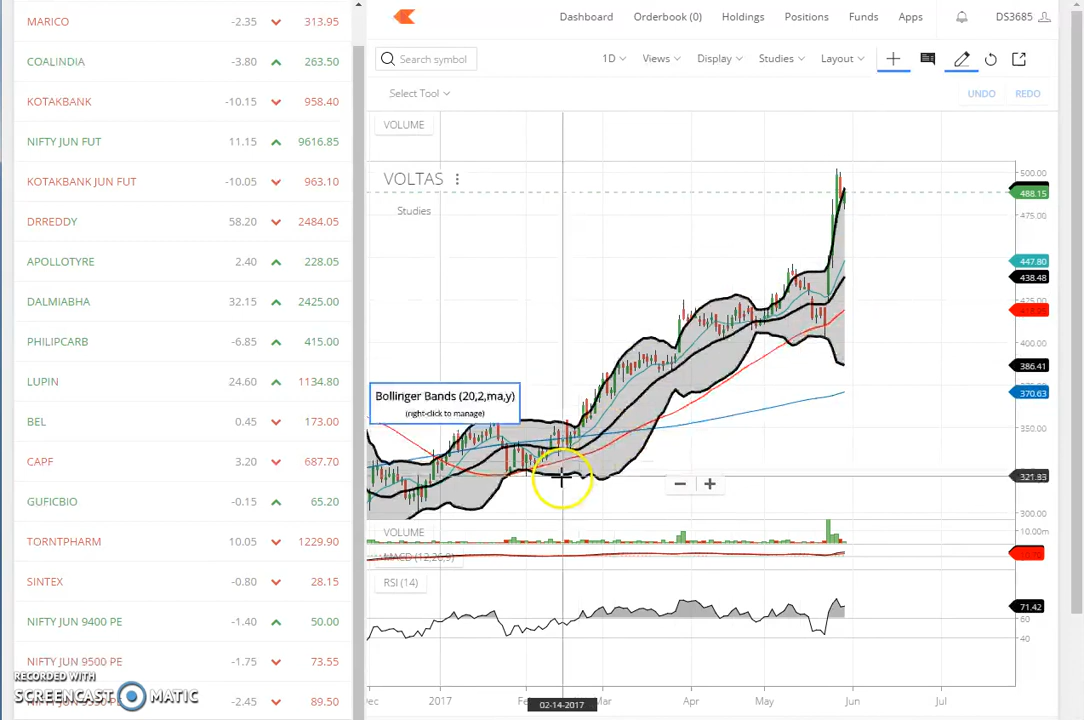 MARICO -2.35 313.95
COALINDIA -3.80 263.50
KOTAKBANK -10.15 958.40
NIFTY JUN FUT 11.15 9616.85
KOTAKBANK JUN FUT -10.05 963.10
DRREDDY 58.20 2484.05
APOLLOTYRE 2.40 228.05
DALMIABHA 32.15 2425.00
PHILIPCARB -6.85 415.00
LUPIN 24.60 1134.80
BEL 0.45 173.00
CAPF 3.20 687.70
GUFICBIO -0.15 65.20
TORNTPHARM 10.05 1229.90
SINTEX -0.80 28.15
NIFTY JUN 9400 PE -1.40 50.00
NIFTY JUN 9500 PE -1.75 73.55
-2.45 89.50
RECORDED WITH
SCREENCAST MATIC
Dashboard Orderbook (0) Holdings Positions Funds Apps DS3685
Search symbol 1D Views Display Studies Layout
Select Tool UNDO REDO
VOLUME
VOLTAS
Studies
500.00
488.15
475.00
447.80
438.48
425.00
400.00
386.41
370.63
350.00
321.93
300.00
Bollinger Bands (20,2,ma,y)
(right-click to manage)
VOLUME
10.00m
MACD (12,26,9)
RSI (14)
71.42
60
40
Dec 2017 Mar Apr May Jun Jul
02-14-2017